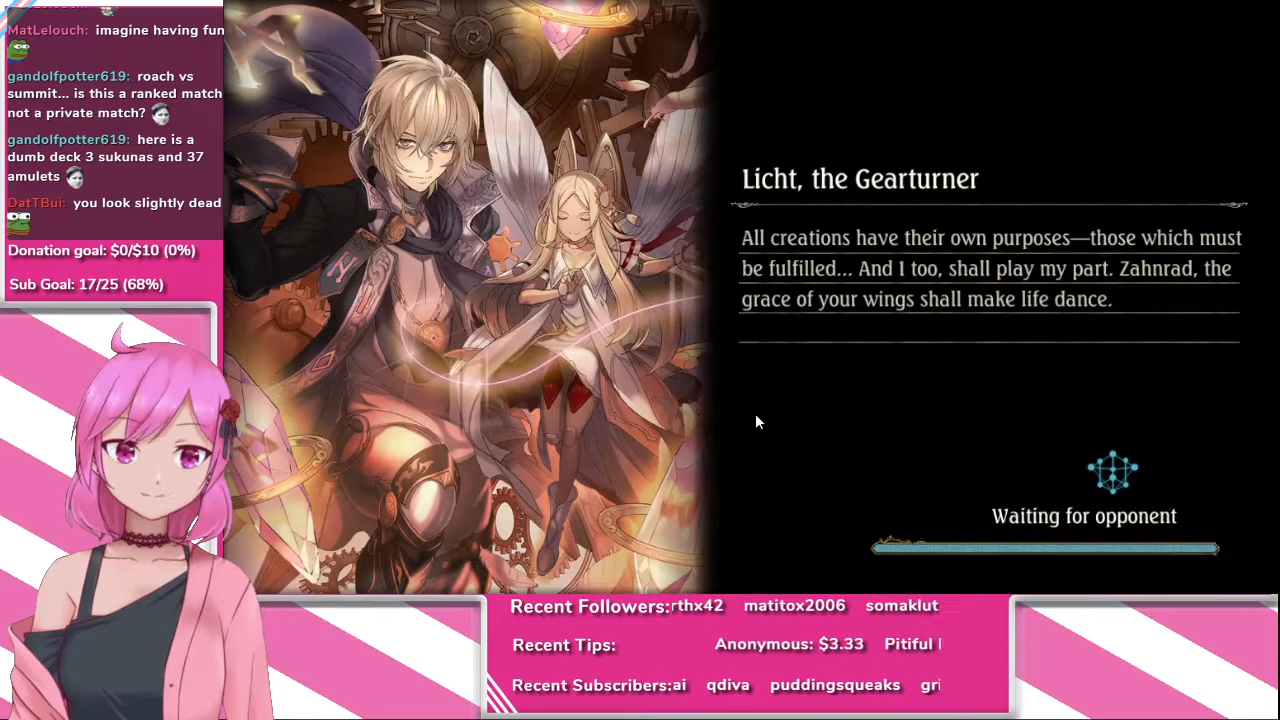 MatLelouch: imagine having fun
gandolfpotter619: roach vs
summit... is this a ranked match
not a private match?
gandolfpotter619: here is a
dumb deck 3 sukunas and 37
amulets
DatTBui: you look slightly dead
Donation goal: $0/$10 (0%)
Sub Goal: 17/25 (68%)
Licht, the Gearturner
All creations have their own purposes—those which must
be fulfilled... And I too, shall play my part. Zahnrad, the
grace of your wings shall make life dance.
Waiting for opponent
Recent Followers: rthx42 matitox2006 somaklut
Recent Tips: Anonymous: $3.33 Pitiful
Recent Subscribers: ai qdiva puddingsqueaks gri